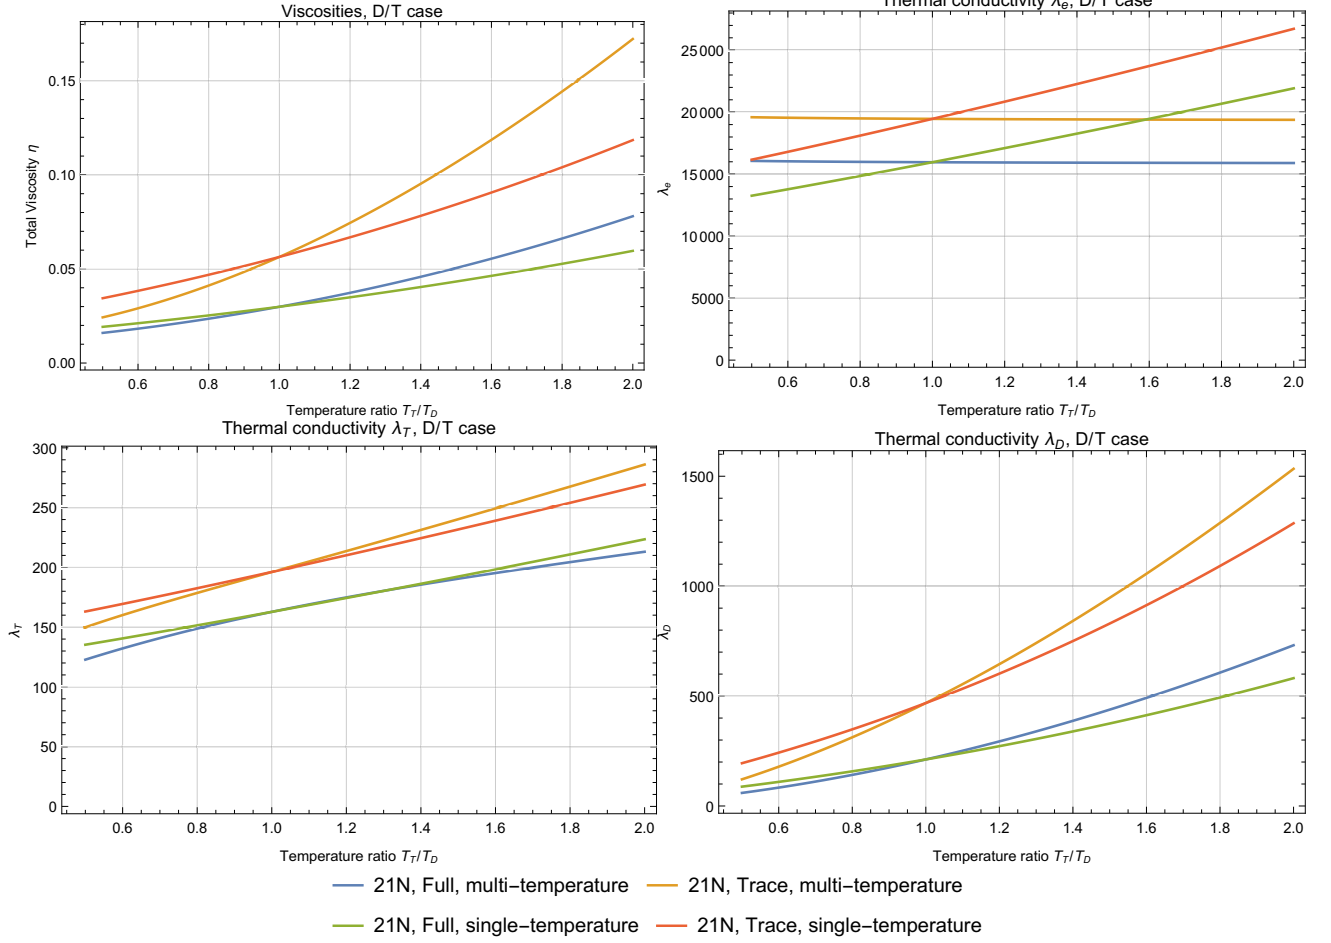 Viscosities, D/T case
Total Viscosity η
0.15
0.10
0.05
0.00
0.6 0.8 1.0 1.2 1.4 1.6 1.8 2.0
Temperature ratio T_T/T_D
Thermal conductivity λ_e, D/T case
λ_e
25000
20000
15000
10000
5000
0
0.6 0.8 1.0 1.2 1.4 1.6 1.8 2.0
Temperature ratio T_T/T_D
Thermal conductivity λ_T, D/T case
λ_T
300
250
200
150
100
50
0
0.6 0.8 1.0 1.2 1.4 1.6 1.8 2.0
Temperature ratio T_T/T_D
Thermal conductivity λ_D, D/T case
λ_D
1500
1000
500
0
0.6 0.8 1.0 1.2 1.4 1.6 1.8 2.0
Temperature ratio T_T/T_D
21N, Full, multi−temperature
21N, Trace, multi−temperature
21N, Full, single−temperature
21N, Trace, single−temperature